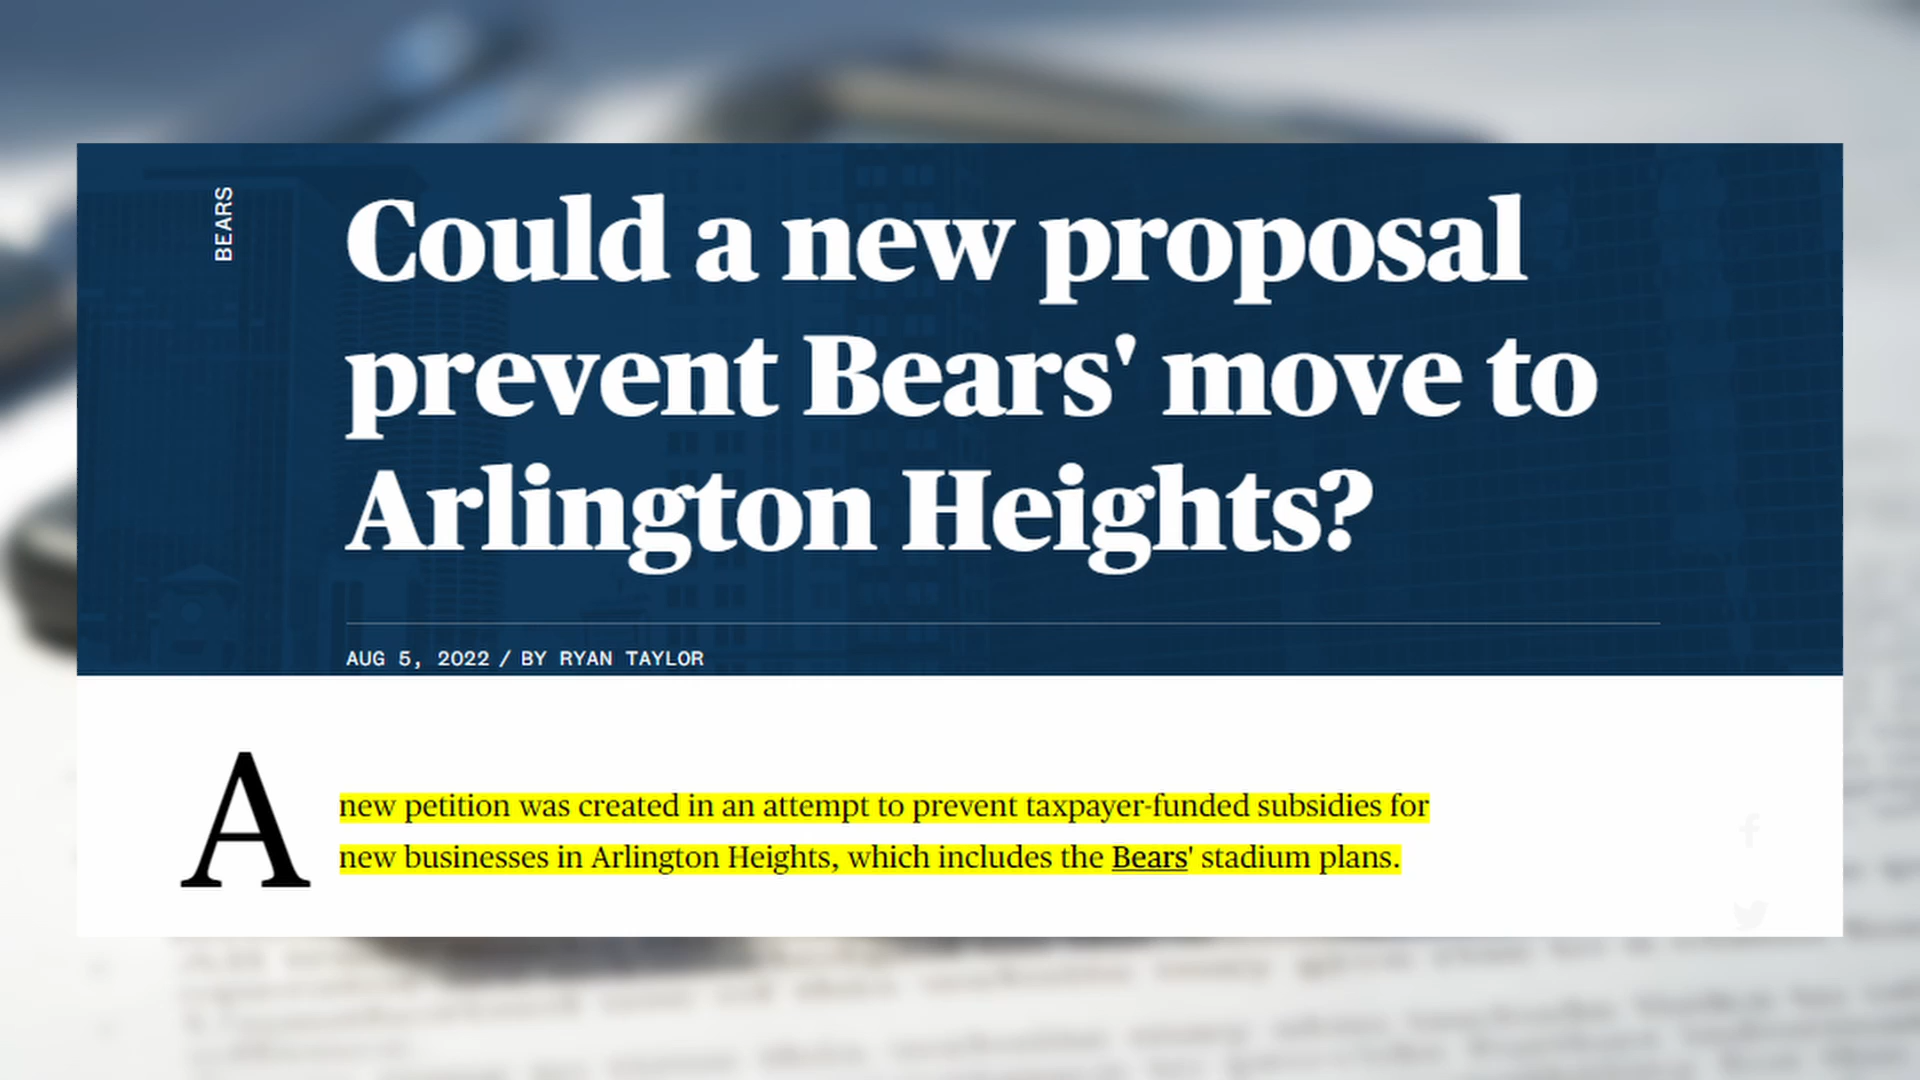 BEARS
Could a new proposal
prevent Bears' move to
Arlington Heights?
AUG 5, 2022 / BY RYAN TAYLOR
A new petition was created in an attempt to prevent taxpayer-funded subsidies for
new businesses in Arlington Heights, which includes the Bears' stadium plans.